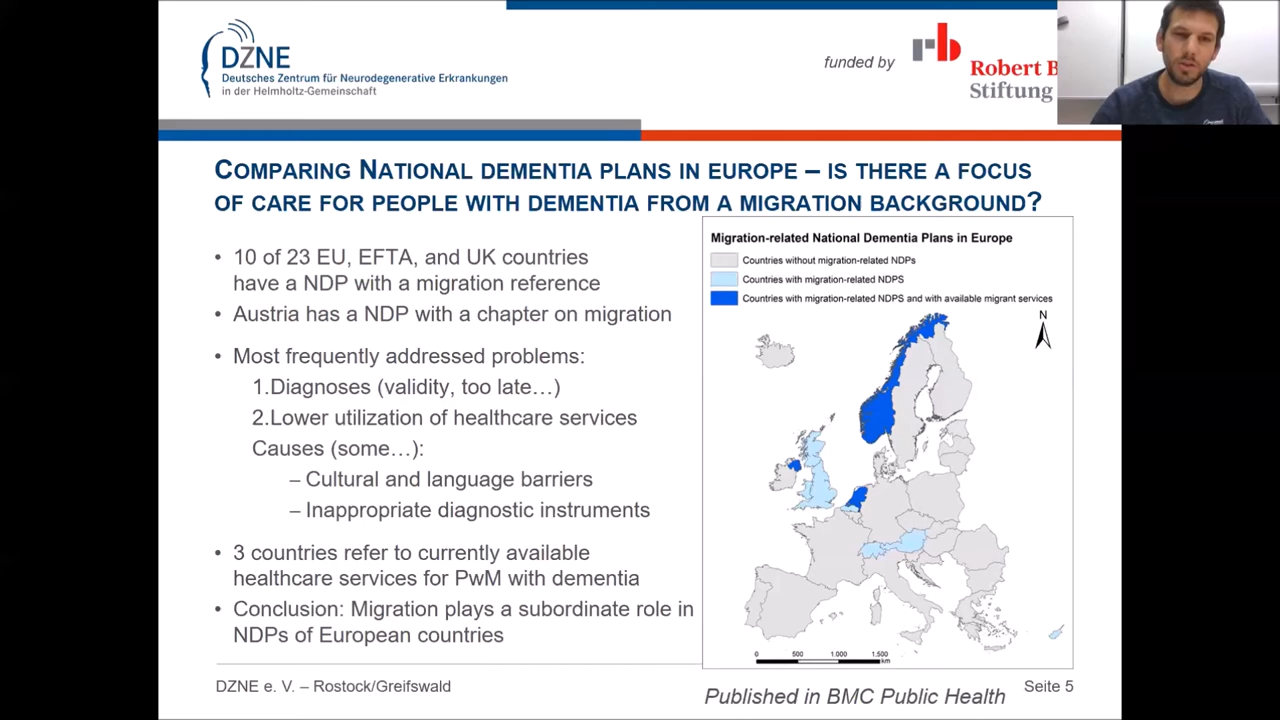 DZNE
Deutsches Zentrum für Neurodegenerative Erkrankungen
in der Helmholtz-Gemeinschaft
funded by
rb
Robert B
Stiftung
COMPARING NATIONAL DEMENTIA PLANS IN EUROPE – IS THERE A FOCUS
OF CARE FOR PEOPLE WITH DEMENTIA FROM A MIGRATION BACKGROUND?
• 10 of 23 EU, EFTA, and UK countries
have a NDP with a migration reference
• Austria has a NDP with a chapter on migration
• Most frequently addressed problems:
1.Diagnoses (validity, too late…)
2.Lower utilization of healthcare services
Causes (some…):
– Cultural and language barriers
– Inappropriate diagnostic instruments
• 3 countries refer to currently available
healthcare services for PwM with dementia
• Conclusion: Migration plays a subordinate role in
NDPs of European countries
Migration-related National Dementia Plans in Europe
Countries without migration-related NDPs
Countries with migration-related NDPS
Countries with migration-related NDPS and with available migrant services
N
0 500 1.000 1.500
km
DZNE e. V. – Rostock/Greifswald
Published in BMC Public Health
Seite 5